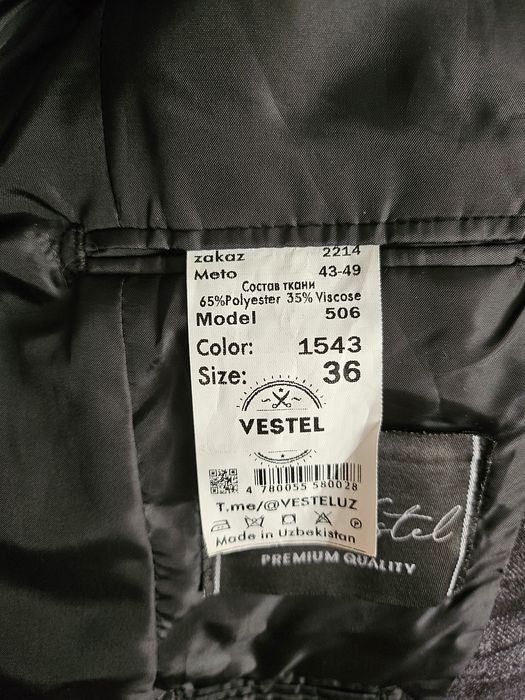 zakaz 2214
Meto 43-49
Состав ткани
65%Polyester 35% Viscose
Model 506
Color: 1543
Size: 36
VESTEL
4 780055 580028
T.me/@VESTELUZ
Made in Uzbekistan
PREMIUM QUALITY